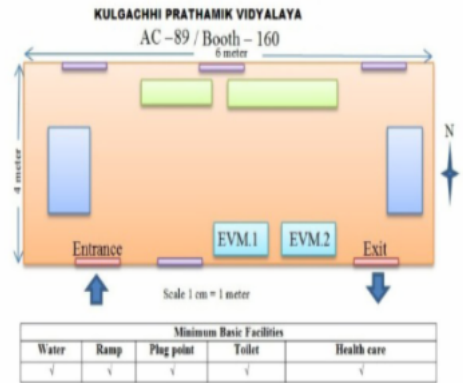 KULGACHHI PRATHAMIK VIDYALAYA
AC –89 / Booth – 160
6 meter
4 meter
N
EVM.1 EVM.2
Entrance Exit
Scale 1 cm = 1 meter
Minimum Basic Facilities
Water Ramp Plug point Toilet Health care
√ √ √ √ √